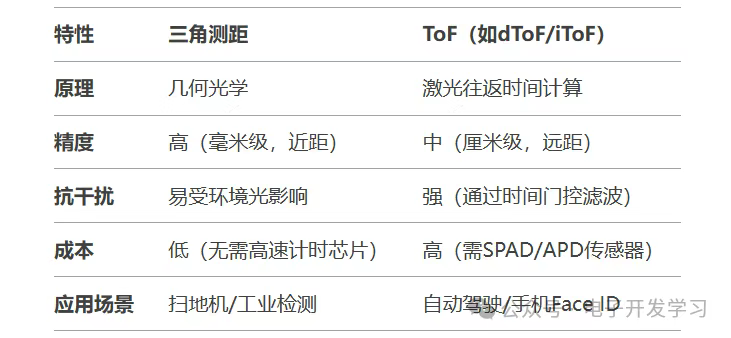 特性 三角测距 ToF（如dToF/iToF）
原理 几何光学 激光往返时间计算
精度 高（毫米级，近距） 中（厘米级，远距）
抗干扰 易受环境光影响 强（通过时间门控滤波）
成本 低（无需高速计时芯片） 高（需SPAD/APD传感器）
应用场景 扫地机/工业检测 自动驾驶/手机Face ID
公众号·电子开发学习